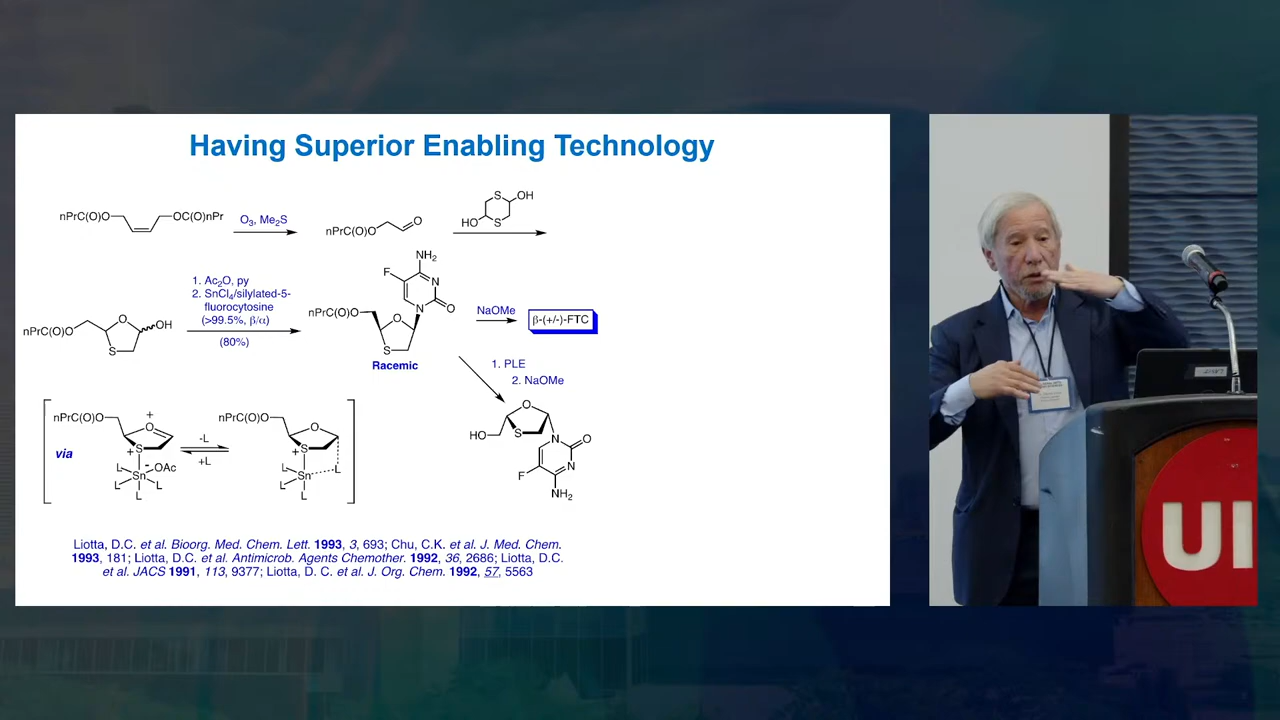 Having Superior Enabling Technology
nPrC(O)O
OC(O)nPr
O3, Me2S
nPrC(O)O
O
S
OH
HO
S
1. Ac2O, py
2. SnCl4/silylated-5-
fluorocytosine
(>99.5%, β/α)
(80%)
nPrC(O)O
O
OH
S
NH2
F
N
N
O
nPrC(O)O
O
S
Racemic
NaOMe
β-(+/-)-FTC
1. PLE
2. NaOMe
HO
O
S
N
O
N
F
NH2
via
nPrC(O)O
+
O
+
S
-
L
Sn
OAc
L
L
L
-L
+L
nPrC(O)O
O
S
+
L
Sn
-
L
L
L
L
Liotta, D.C. et al. Bioorg. Med. Chem. Lett. 1993, 3, 693; Chu, C.K. et al. J. Med. Chem.
1993, 181; Liotta, D.C. et al. Antimicrob. Agents Chemother. 1992, 36, 2686; Liotta, D.C.
et al. JACS 1991, 113, 9377; Liotta, D. C. et al. J. Org. Chem. 1992, 57, 5563
UI